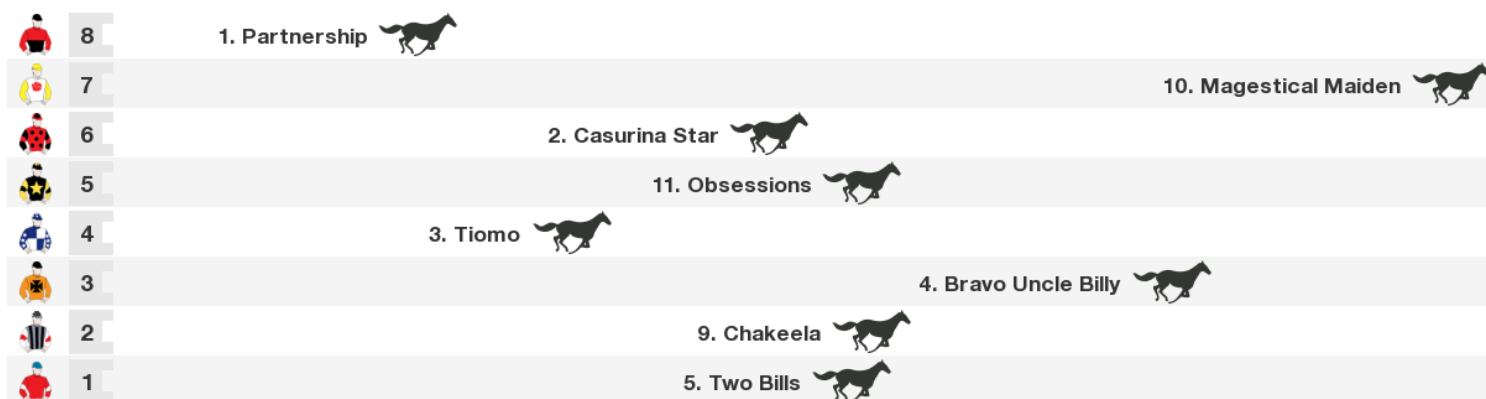 8 1. Partnership
7 10. Magestical Maiden
6 2. Casurina Star
5 11. Obsessions
4 3. Tiomo
3 4. Bravo Uncle Billy
2 9. Chakeela
1 5. Two Bills